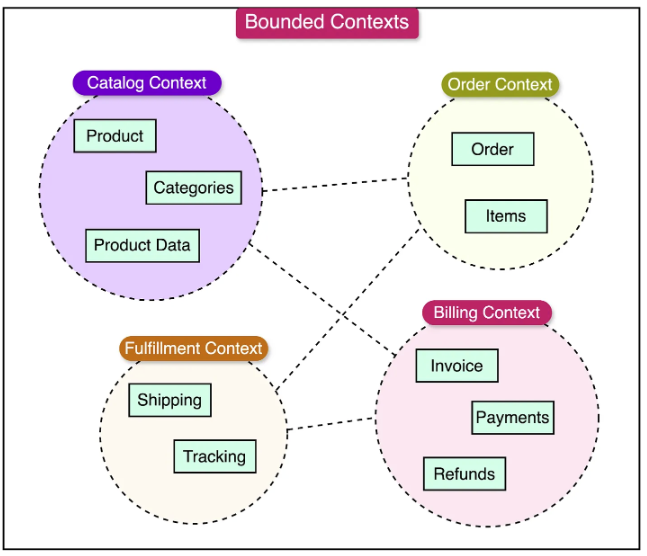 Bounded Contexts
Catalog Context
Product
Categories
Product Data
Order Context
Order
Items
Fulfillment Context
Shipping
Tracking
Billing Context
Invoice
Payments
Refunds